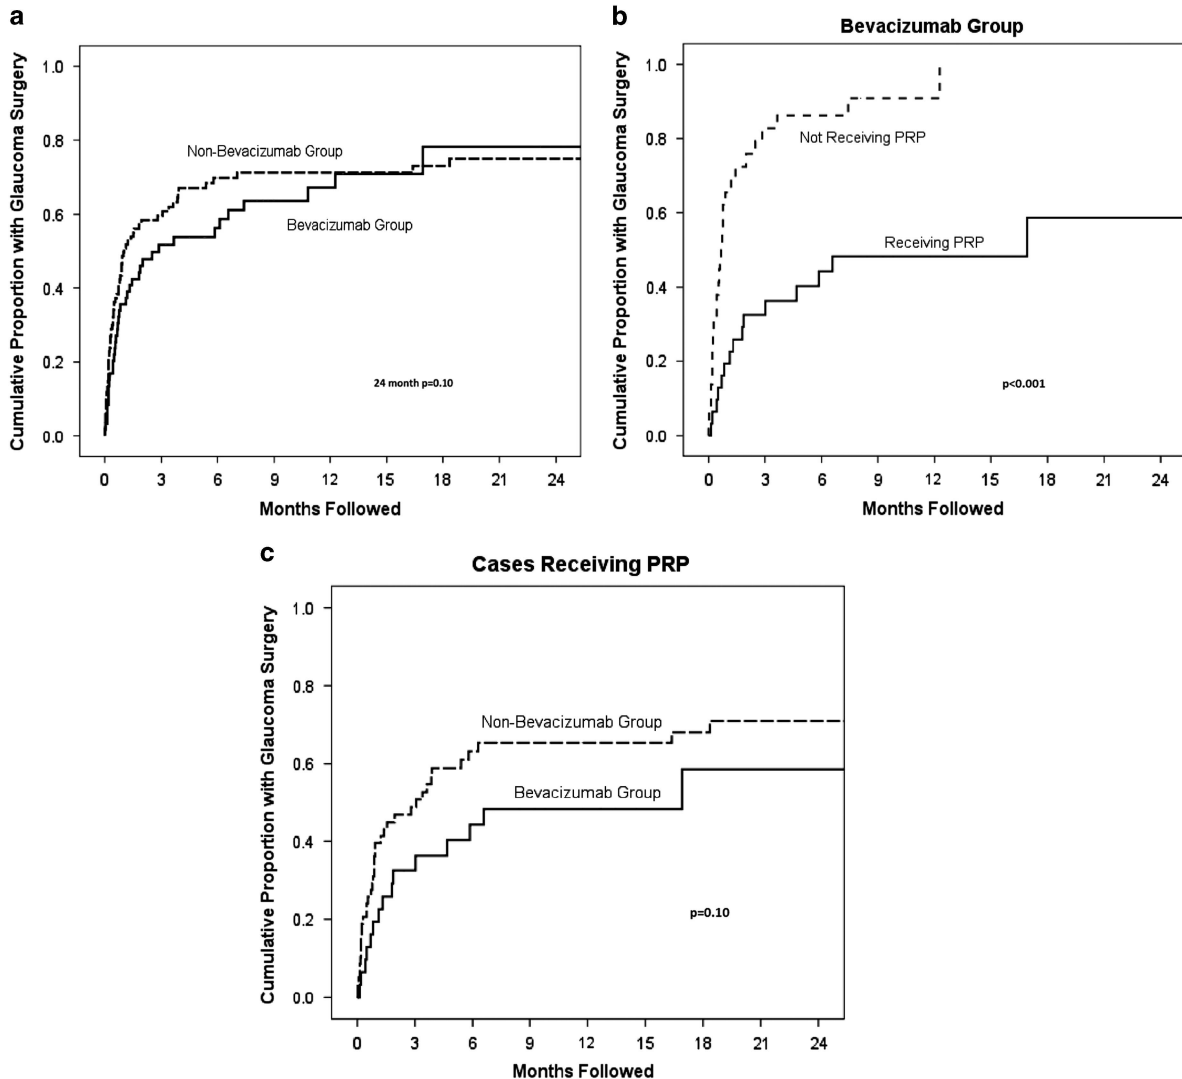 a
Cumulative Proportion with Glaucoma Surgery
1.0
0.8
0.6
0.4
0.2
0.0
Non-Bevacizumab Group
Bevacizumab Group
24 month p=0.10
0 3 6 9 12 15 18 21 24
Months Followed
b
Bevacizumab Group
Cumulative Proportion with Glaucoma Surgery
1.0
0.8
0.6
0.4
0.2
0.0
Not Receiving PRP
Receiving PRP
p<0.001
0 3 6 9 12 15 18 21 24
Months Followed
c
Cases Receiving PRP
Cumulative Proportion with Glaucoma Surgery
1.0
0.8
0.6
0.4
0.2
0.0
Non-Bevacizumab Group
Bevacizumab Group
p=0.10
0 3 6 9 12 15 18 21 24
Months Followed